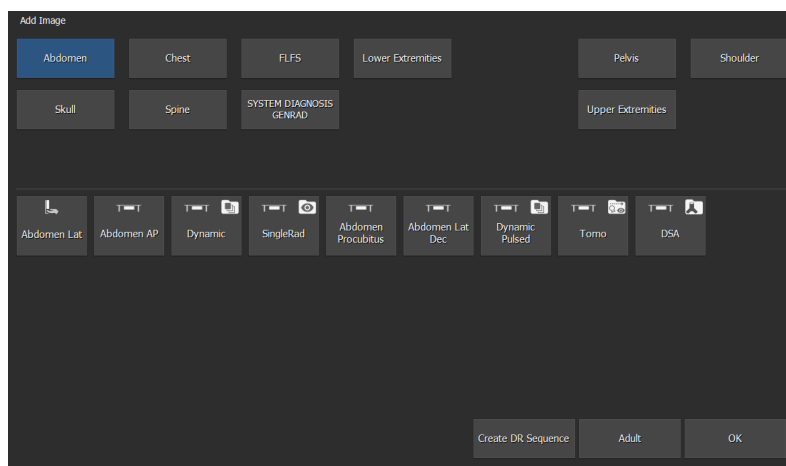 Add Image
Abdomen
Chest
FLFS
Lower Extremities
Pelvis
Shoulder
Skull
Spine
SYSTEM DIAGNOSIS
GENRAD
Upper Extremities
Abdomen Lat
Abdomen AP
Dynamic
SingleRad
Abdomen
Procubitus
Abdomen Lat
Dec
Dynamic
Pulsed
Tomo
DSA
Create DR Sequence
Adult
OK